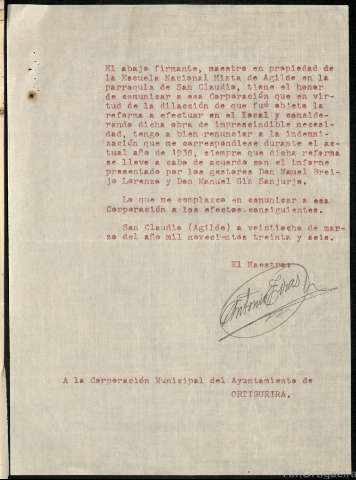 El abajo firmante, maestro en propiedad de
la Escuela Nacional Mixta de Agilde en la
parroquia de San Claudio, tiene el honor
de comunicar a esa Corporación que en vir-
tud de la dilacción de que fué objeto la
reforma a efectuar en el local y conside-
rando dicha obra de imprescindible necesi-
dad, tengo a bien renunciar a la indemni-
zación que me correspondiese durante el ac-
tual año de 1936, siempre que dicha reforma
se lleve a cabo de acuerdo con el informe
presentado por los gestores Don Manuel Brei-
jo Lorenzo y Don Manuel Giz Sanjurjo.
Lo que me complazco en comunicar a esa
Corporación a los efectos consiguientes.
San Claudio (Agilde) a veintiocho de mar-
zo del año mil novecientos treinta y seis.
El Maestro:
Antonio
A la Corporación Municipal del Ayuntamiento de
ORTIGUEIRA.